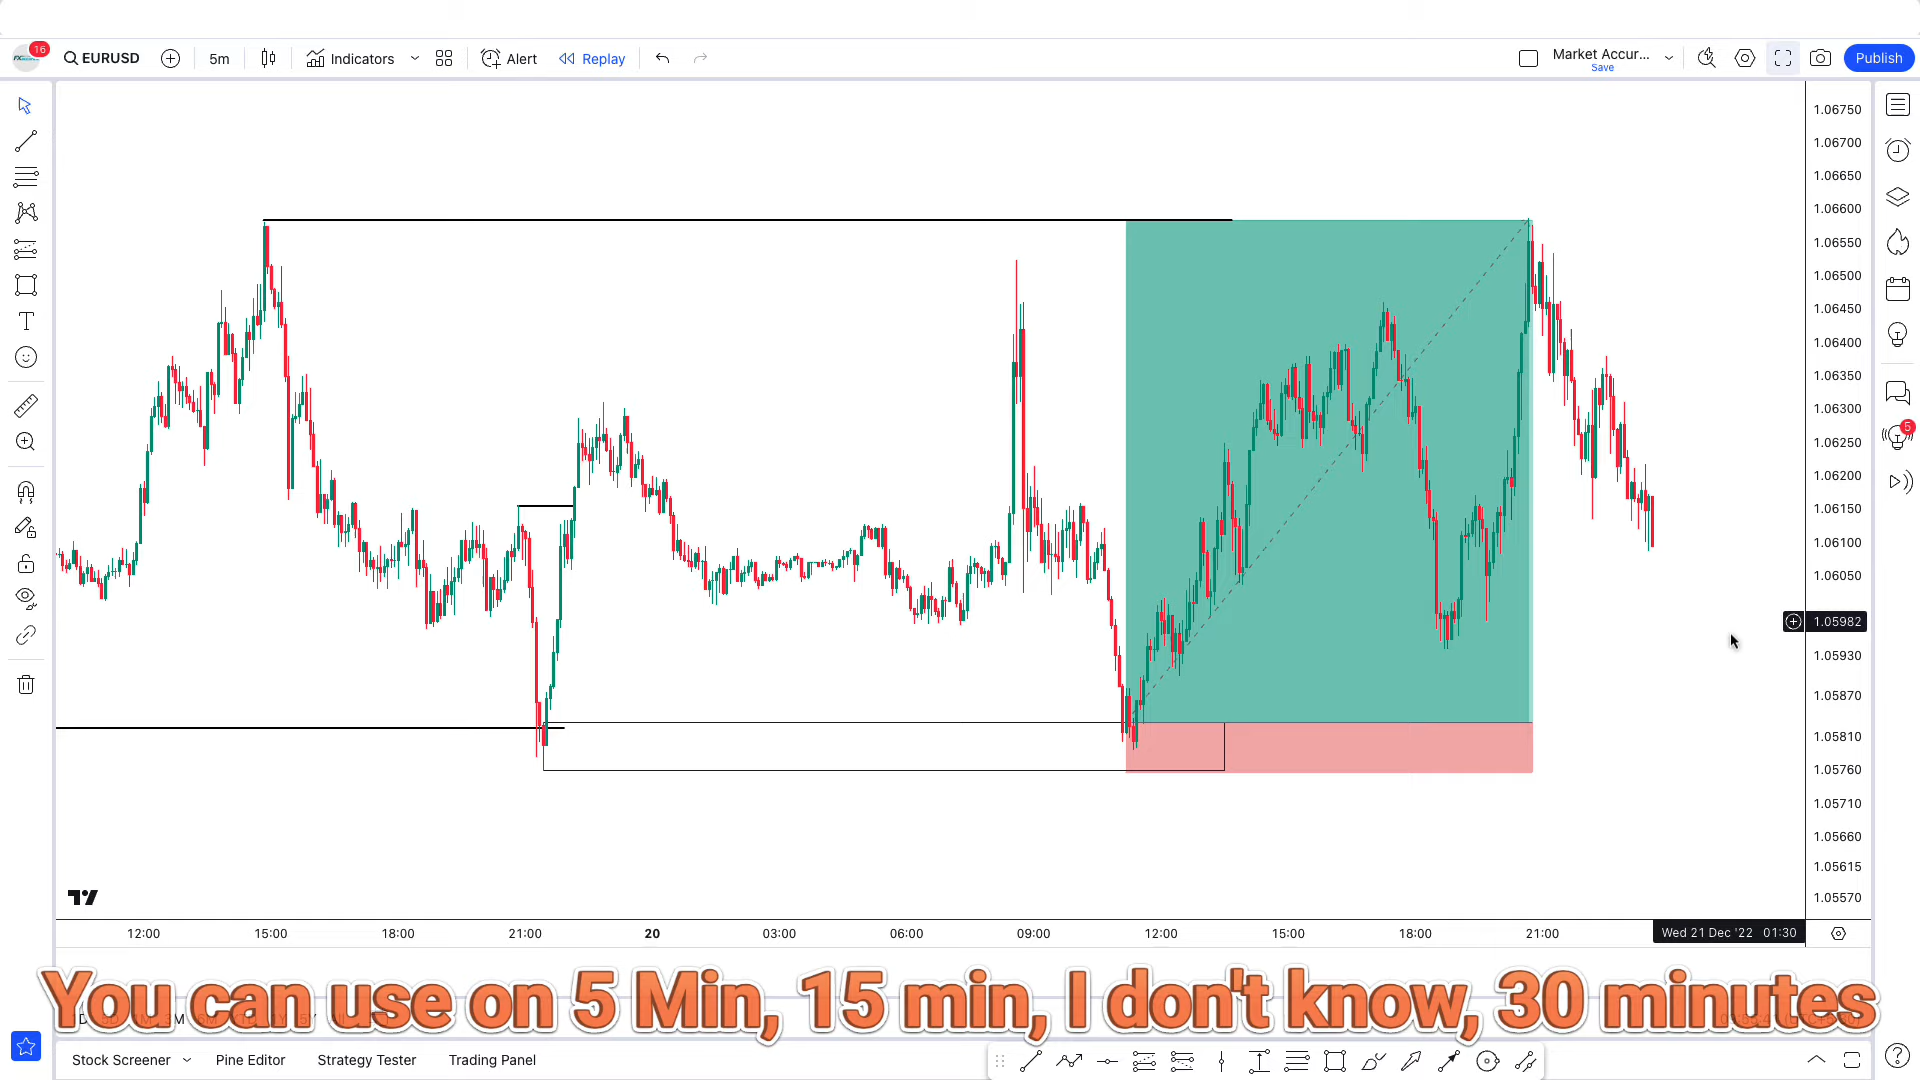 16
EURUSD
5m
Indicators
Alert
Replay
Market Accur...
Save
Publish
1.06750
1.06700
1.06650
1.06600
1.06550
1.06500
1.06450
1.06400
1.06350
1.06300
1.06250
5
1.06200
1.06150
1.06100
1.06050
1.05982
1.05930
1.05870
1.05810
1.05760
1.05710
1.05660
1.05615
1.05570
12:00
15:00
18:00
21:00
20
03:00
06:00
09:00
12:00
15:00
18:00
21:00
Wed 21 Dec '22 01:30
You can use on 5 Min, 15 min, I don't know, 30 minutes
Stock Screener
Pine Editor
Strategy Tester
Trading Panel